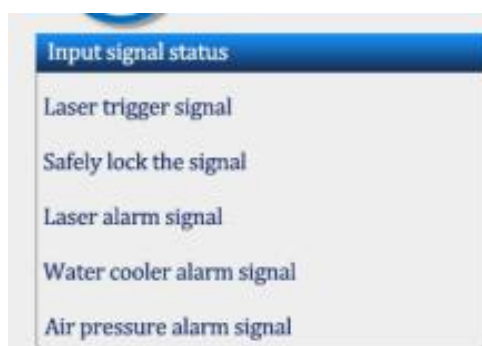 Input signal status
Laser trigger signal
Safely lock the signal
Laser alarm signal
Water cooler alarm signal
Air pressure alarm signal